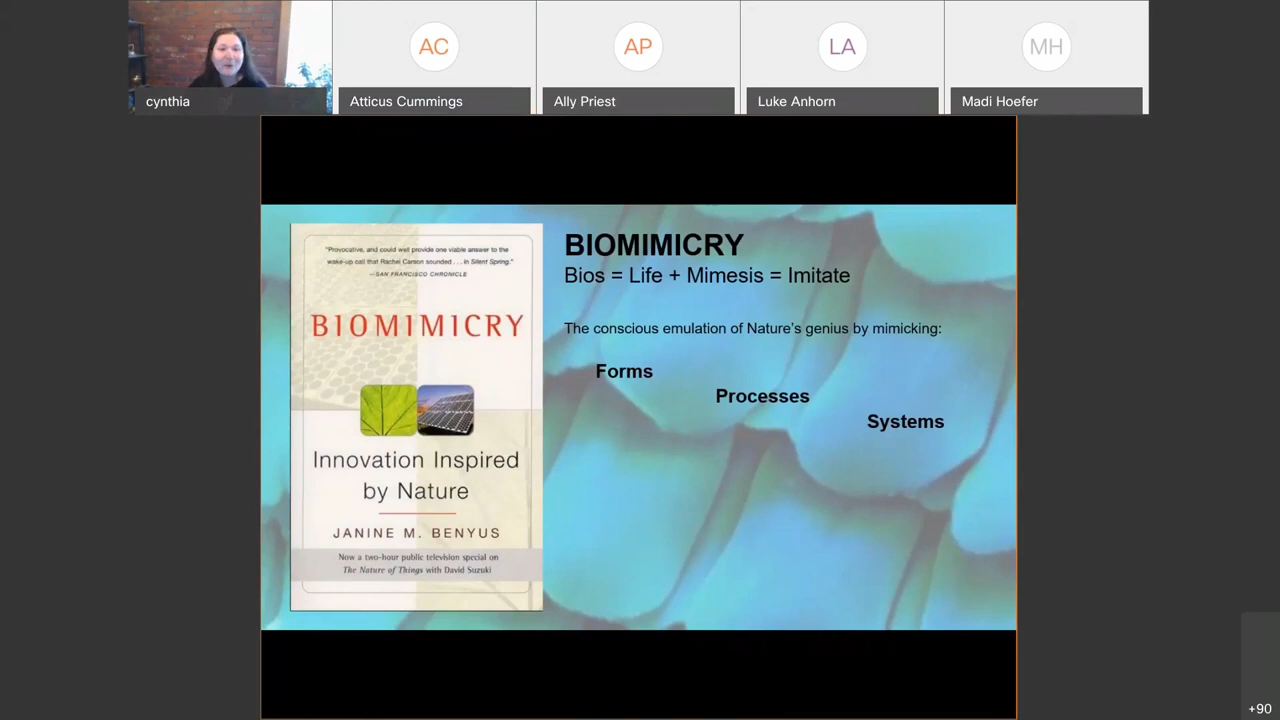 AC
AP
LA
MH
cynthia
Atticus Cummings
Ally Priest
Luke Anhorn
Madi Hoefer
"Provocative, and could well provide one viable answer to the
wake-up call that Rachel Carson sounded . . . in Silent Spring."
—SAN FRANCISCO CHRONICLE
BIOMIMICRY
Innovation Inspired
by Nature
JANINE M. BENYUS
Now a two-hour public television special on
The Nature of Things with David Suzuki
BIOMIMICRY
Bios = Life + Mimesis = Imitate
The conscious emulation of Nature's genius by mimicking:
Forms
Processes
Systems
+90